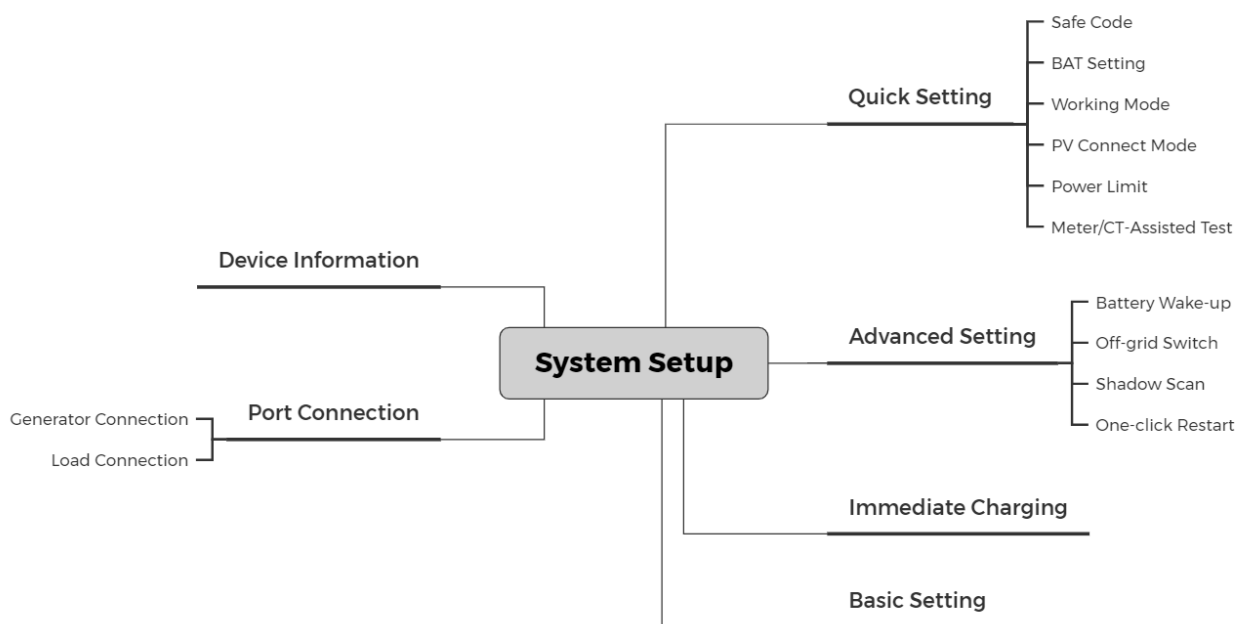 System Setup
Quick Setting
Safe Code
BAT Setting
Working Mode
PV Connect Mode
Power Limit
Meter/CT-Assisted Test
Advanced Setting
Battery Wake-up
Off-grid Switch
Shadow Scan
One-click Restart
Immediate Charging
Basic Setting
Device Information
Port Connection
Generator Connection
Load Connection